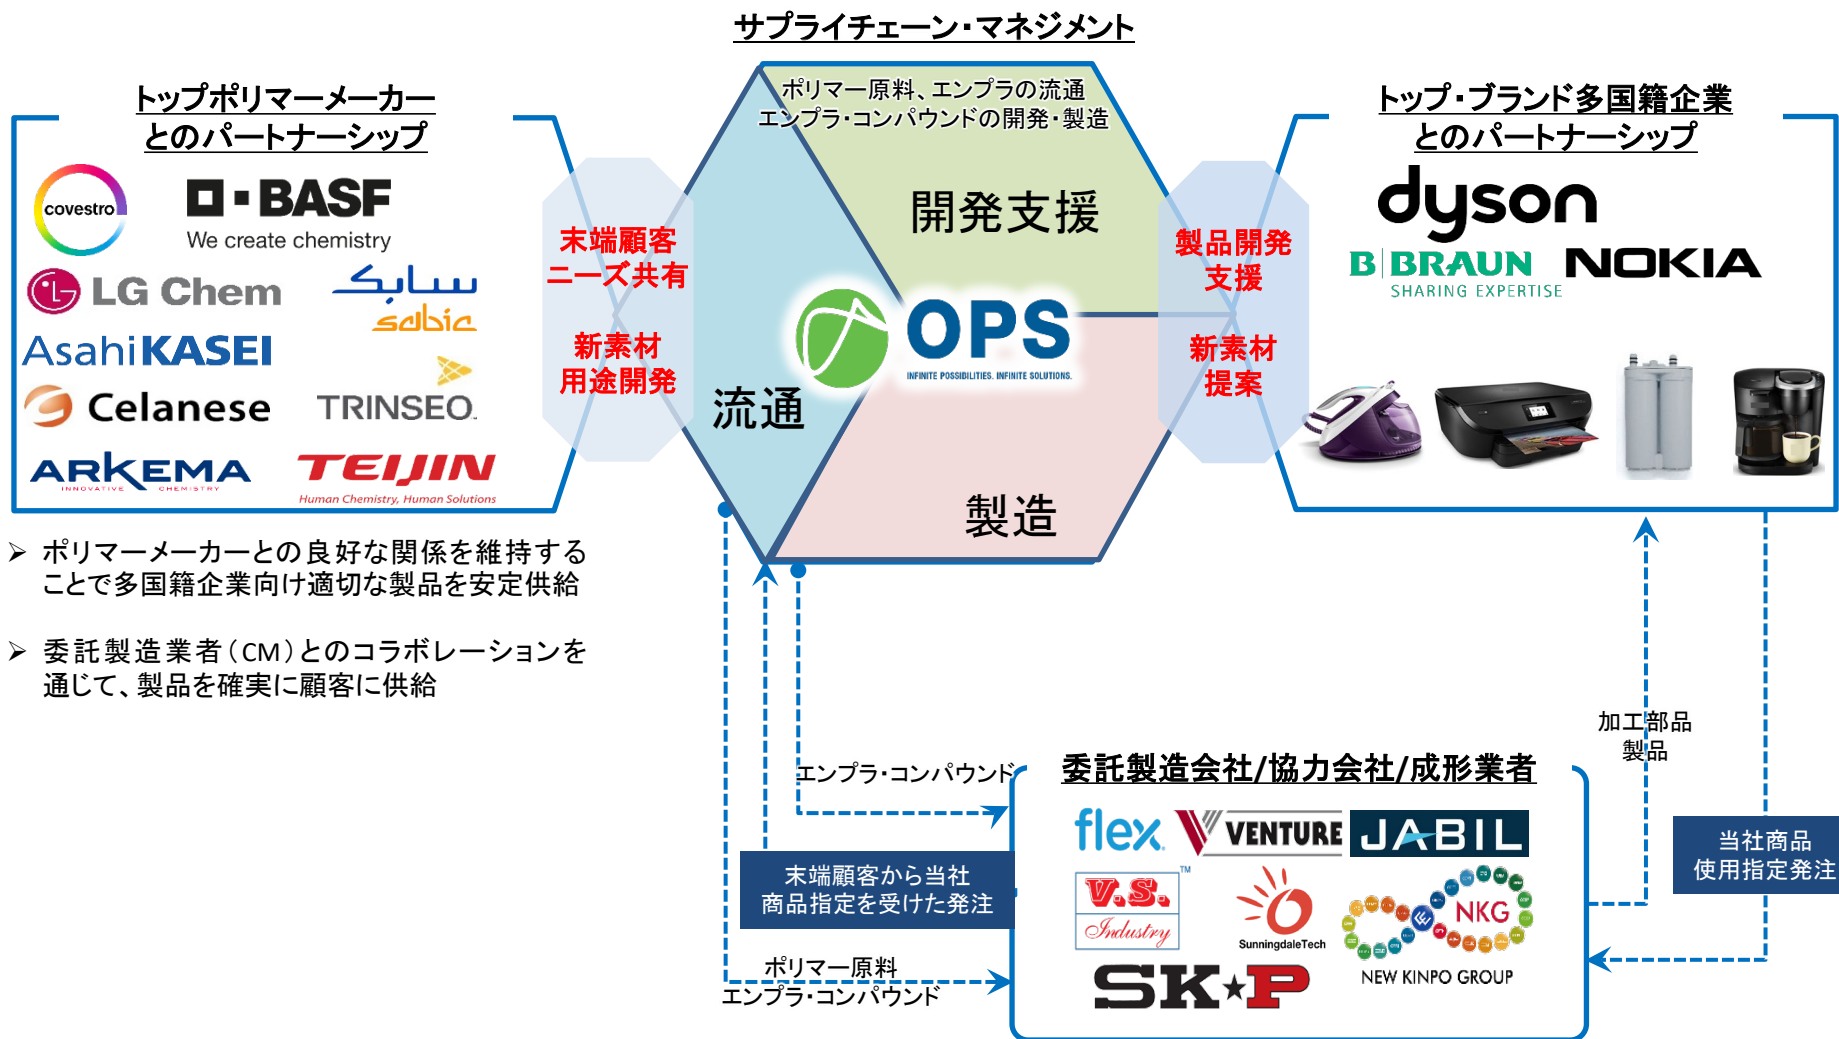 サプライチェーン・マネジメント
トップポリマーメーカー
とのパートナーシップ
covestro
BASF
We create chemistry
LG Chem
سابك
sabic
AsahiKASEI
Celanese
TRINSEO.
ARKEMA
INNOVATIVE CHEMISTRY
TEIJIN
Human Chemistry, Human Solutions
末端顧客
ニーズ共有
新素材
用途開発
ポリマー原料、エンプラの流通
エンプラ・コンパウンドの開発・製造
開発支援
流通
製造
OPS
INFINITE POSSIBILITIES. INFINITE SOLUTIONS.
製品開発
支援
新素材
提案
トップ・ブランド多国籍企業
とのパートナーシップ
dyson
B BRAUN
SHARING EXPERTISE
NOKIA
➢ ポリマーメーカーとの良好な関係を維持する
ことで多国籍企業向け適切な製品を安定供給
➢ 委託製造業者（CM）とのコラボレーションを
通じて、製品を確実に顧客に供給
エンプラ・コンパウンド
末端顧客から当社
商品指定を受けた発注
ポリマー原料
エンプラ・コンパウンド
委託製造会社/協力会社/成形業者
flex.
VENTURE
JABIL
V.S.
TM
Industry
SunningdaleTech
NKG
NEW KINPO GROUP
SK★P
加工部品
製品
当社商品
使用指定発注